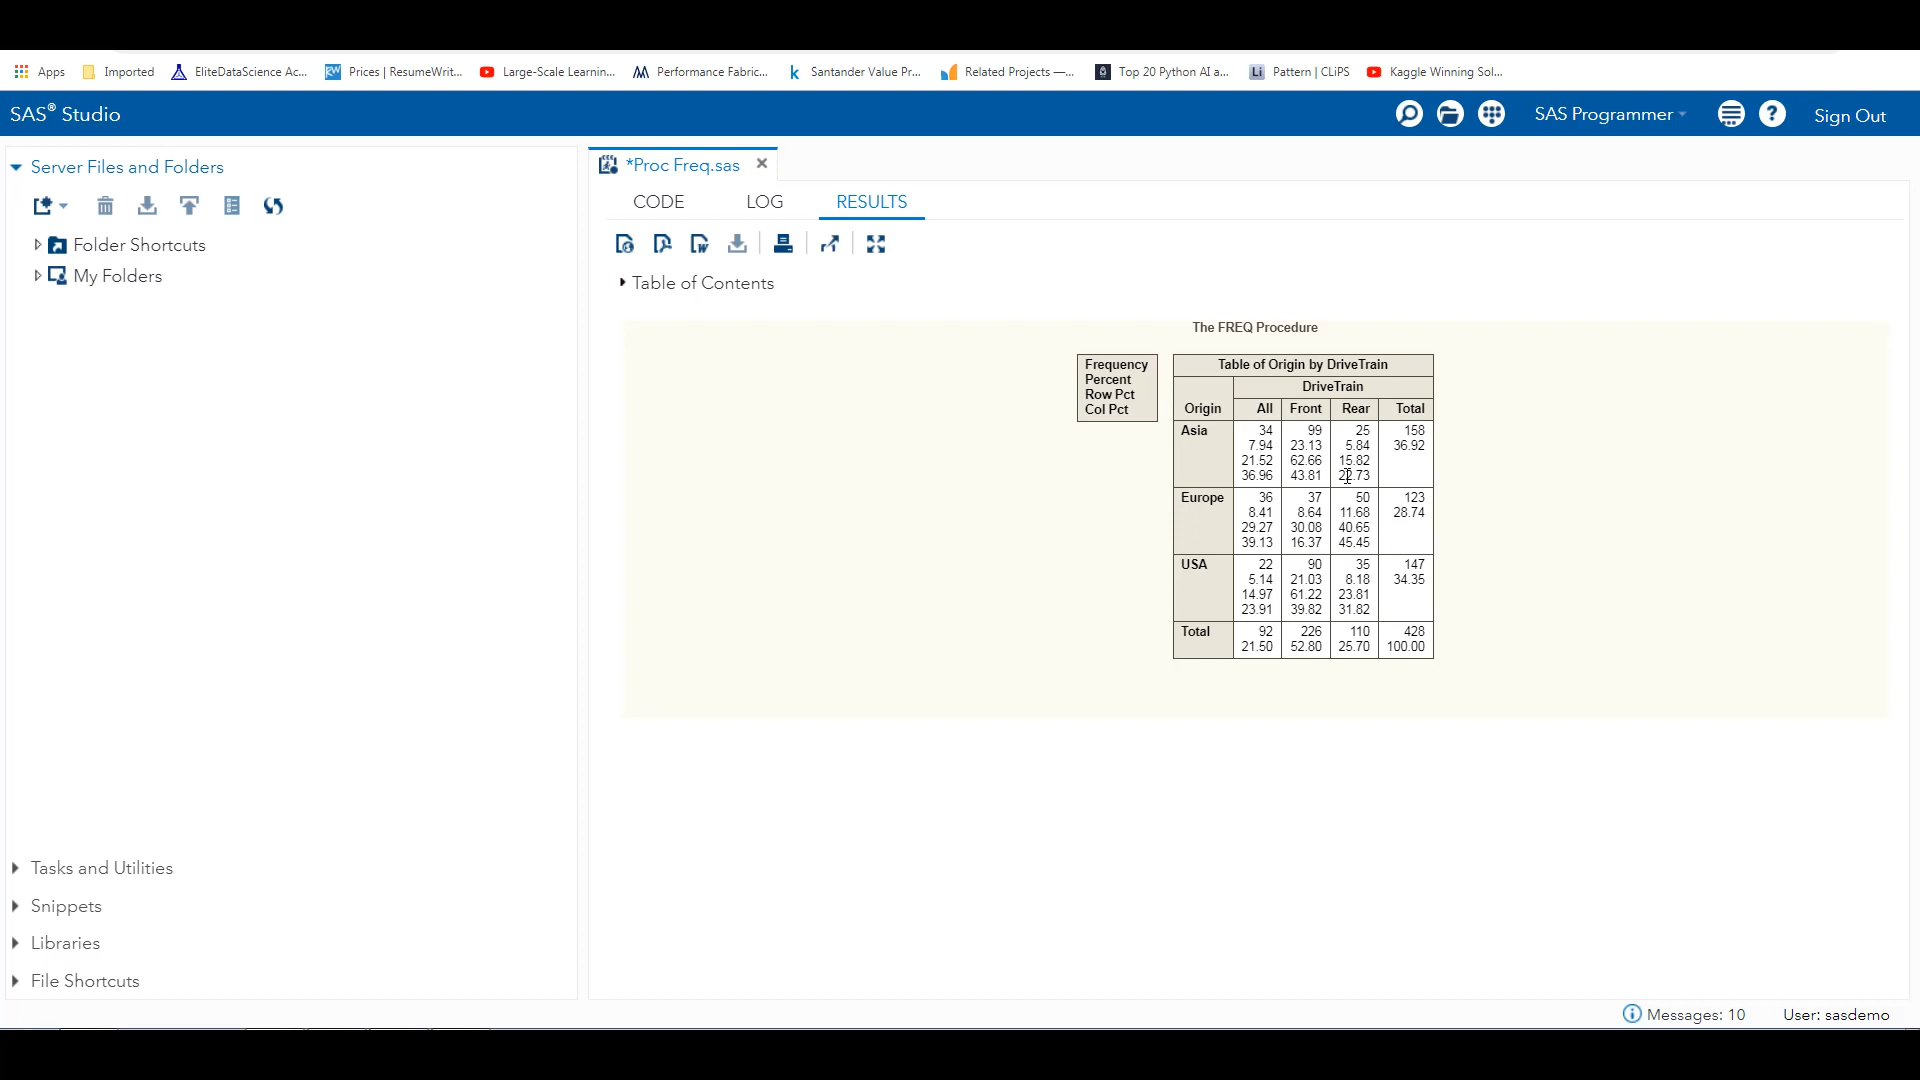 Apps Imported EliteDataScience Ac... Prices | ResumeWrit... Large-Scale Learnin... Performance Fabric... Santander Value Pr... Related Projects —... Top 20 Python AI a... Pattern | CLiPS Kaggle Winning Sol...
SAS® Studio SAS Programmer Sign Out
Server Files and Folders
Folder Shortcuts
My Folders
Tasks and Utilities
Snippets
Libraries
File Shortcuts
*Proc Freq.sas
CODE LOG RESULTS
Table of Contents
The FREQ Procedure
Frequency
Percent
Row Pct
Col Pct
Table of Origin by DriveTrain
DriveTrain
Origin All Front Rear Total
Asia 34 99 25 158
7.94 23.13 5.84 36.92
21.52 62.66 15.82
36.96 43.81 22.73
Europe 36 37 50 123
8.41 8.64 11.68 28.74
29.27 30.08 40.65
39.13 16.37 45.45
USA 22 90 35 147
5.14 21.03 8.18 34.35
14.97 61.22 23.81
23.91 39.82 31.82
Total 92 226 110 428
21.50 52.80 25.70 100.00
Messages: 10 User: sasdemo